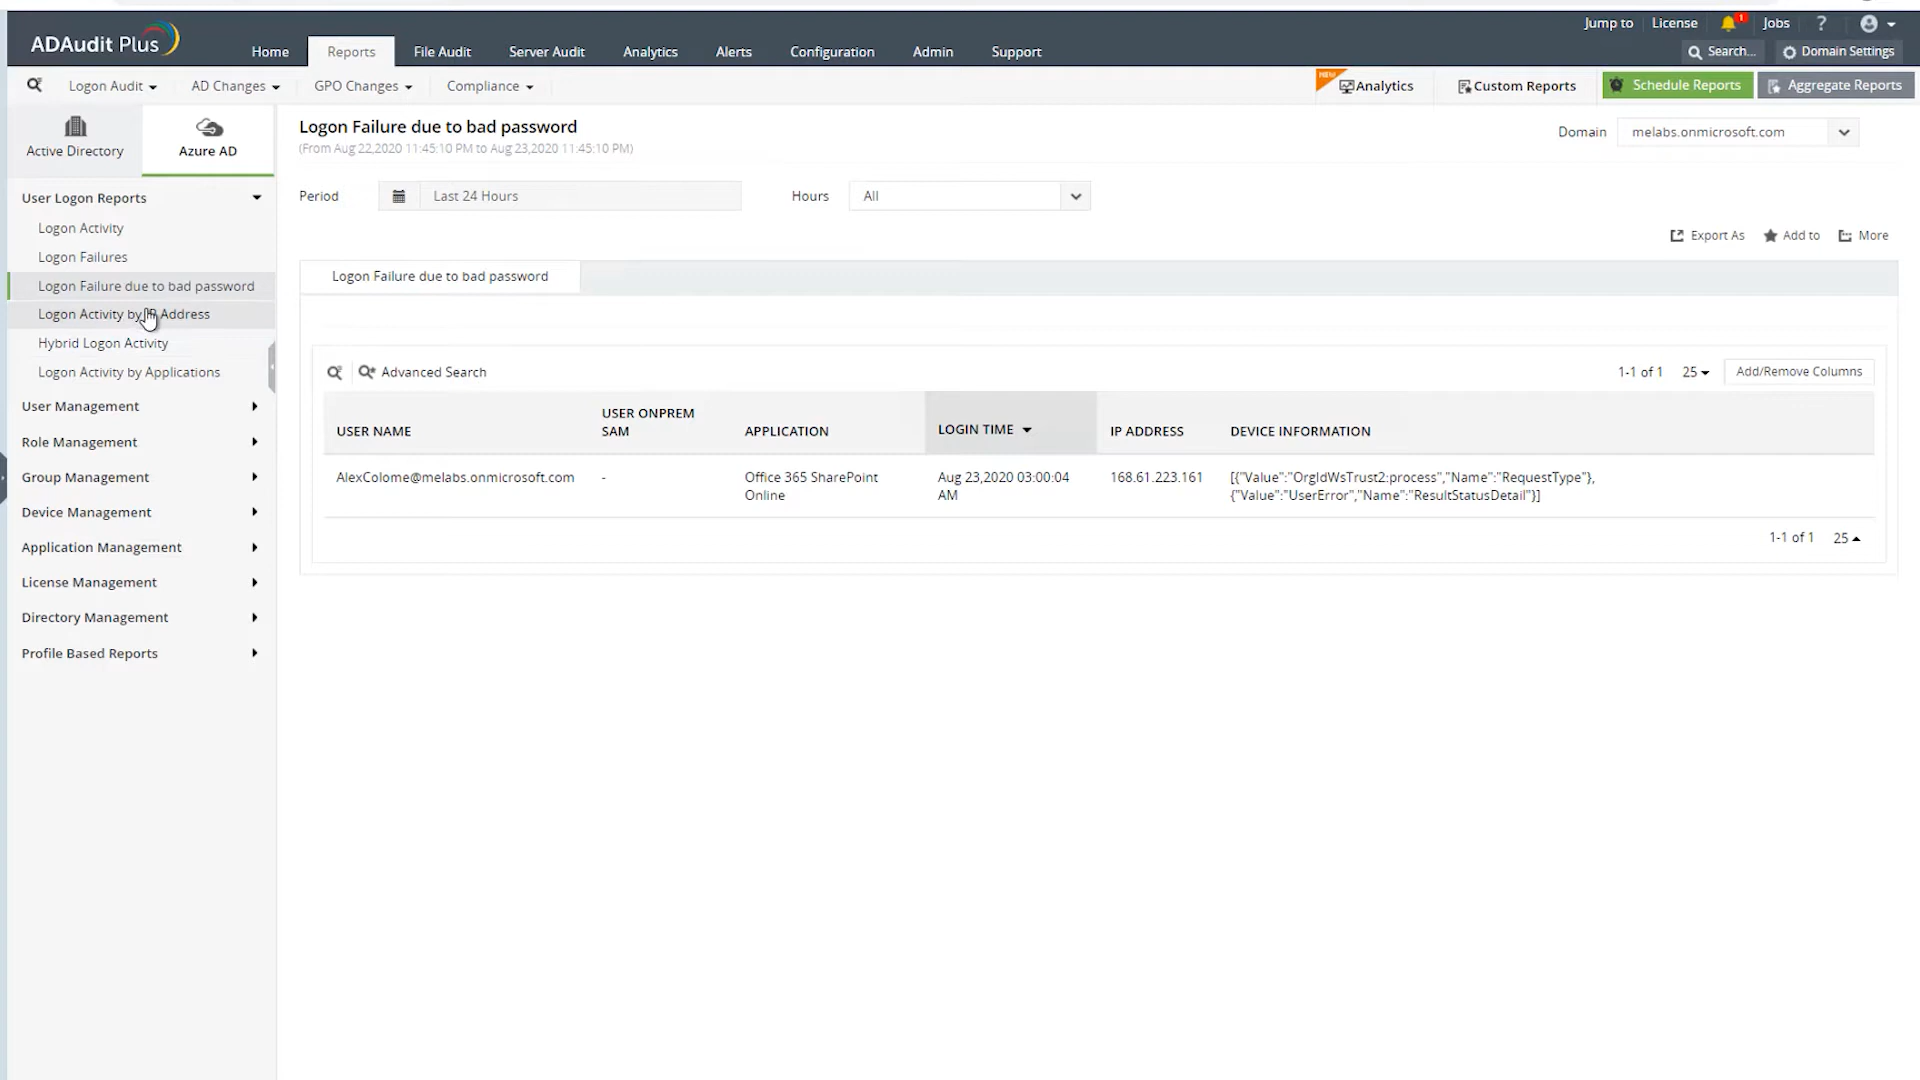 Jump to License 1 Jobs ?
ADAudit Plus Home Reports File Audit Server Audit Analytics Alerts Configuration Admin Support Search... Domain Settings
Logon Audit AD Changes GPO Changes Compliance NEW Analytics Custom Reports Schedule Reports Aggregate Reports
Active Directory Azure AD
Logon Failure due to bad password
(From Aug 22,2020 11:45:10 PM to Aug 23,2020 11:45:10 PM)
Domain melabs.onmicrosoft.com
Period Last 24 Hours Hours All
Export As Add to More
User Logon Reports
Logon Activity
Logon Failures
Logon Failure due to bad password
Logon Activity by IP Address
Hybrid Logon Activity
Logon Activity by Applications
User Management
Role Management
Group Management
Device Management
Application Management
License Management
Directory Management
Profile Based Reports
Logon Failure due to bad password
Advanced Search 1-1 of 1 25 Add/Remove Columns
USER NAME
USER ONPREM
SAM
APPLICATION
LOGIN TIME
IP ADDRESS
DEVICE INFORMATION
AlexColome@melabs.onmicrosoft.com
-
Office 365 SharePoint
Online
Aug 23,2020 03:00:04
AM
168.61.223.161
[{"Value":"OrgIdWsTrust2:process","Name":"RequestType"},
{"Value":"UserError","Name":"ResultStatusDetail"}]
1-1 of 1 25